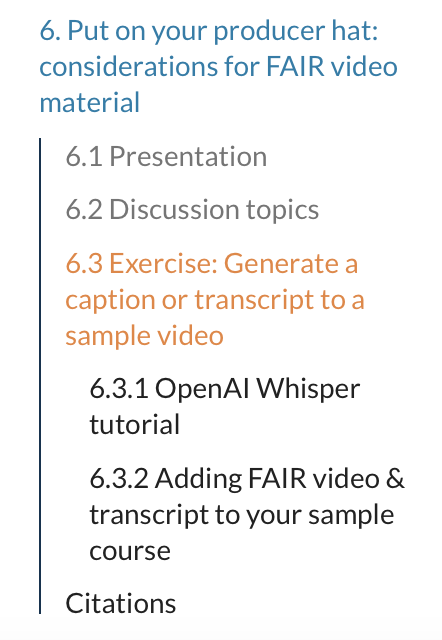 6. Put on your producer hat:
considerations for FAIR video
material
6.1 Presentation
6.2 Discussion topics
6.3 Exercise: Generate a
caption or transcript to a
sample video
6.3.1 OpenAI Whisper
tutorial
6.3.2 Adding FAIR video &
transcript to your sample
course
Citations